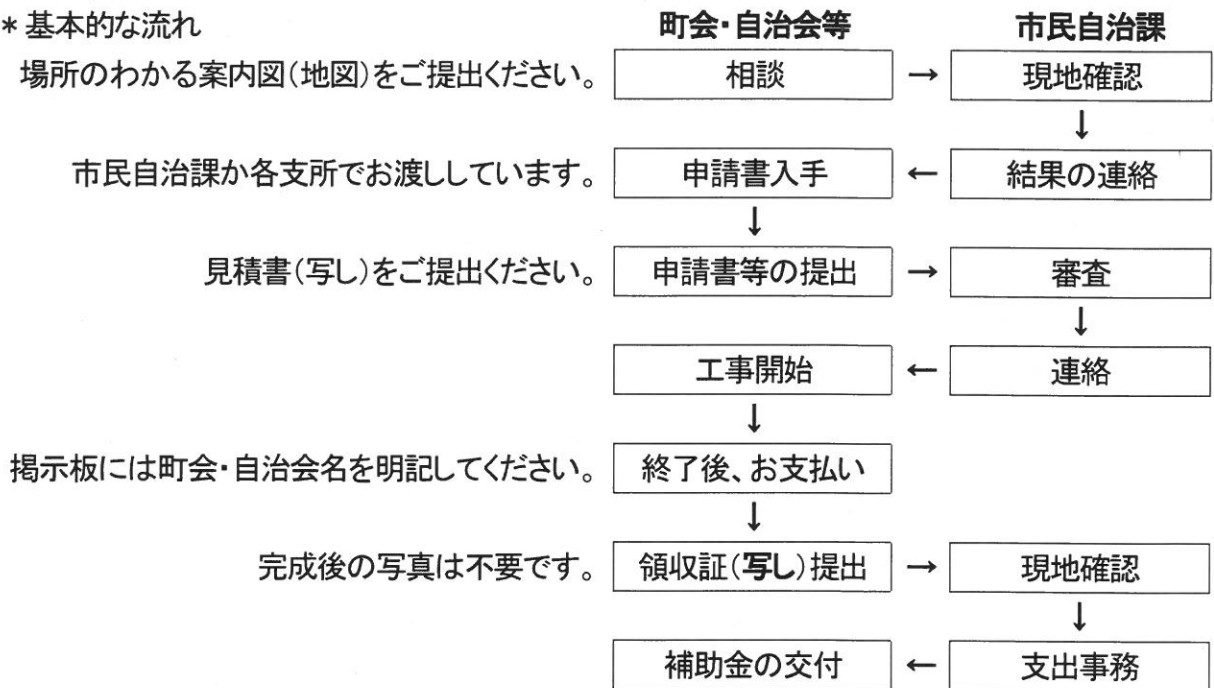 *基本的な流れ 町会・自治会等 市民自治課
場所のわかる案内図(地図)をご提出ください。 相談 → 現地確認
↓
市民自治課か各支所でお渡ししています。 申請書入手 ← 結果の連絡
↓
見積書(写し)をご提出ください。 申請書等の提出 → 審査
↓
工事開始 ← 連絡
↓
掲示板には町会・自治会名を明記してください。 終了後、お支払い
↓
完成後の写真は不要です。 領収証(写し)提出 → 現地確認
↓
補助金の交付 ← 支出事務